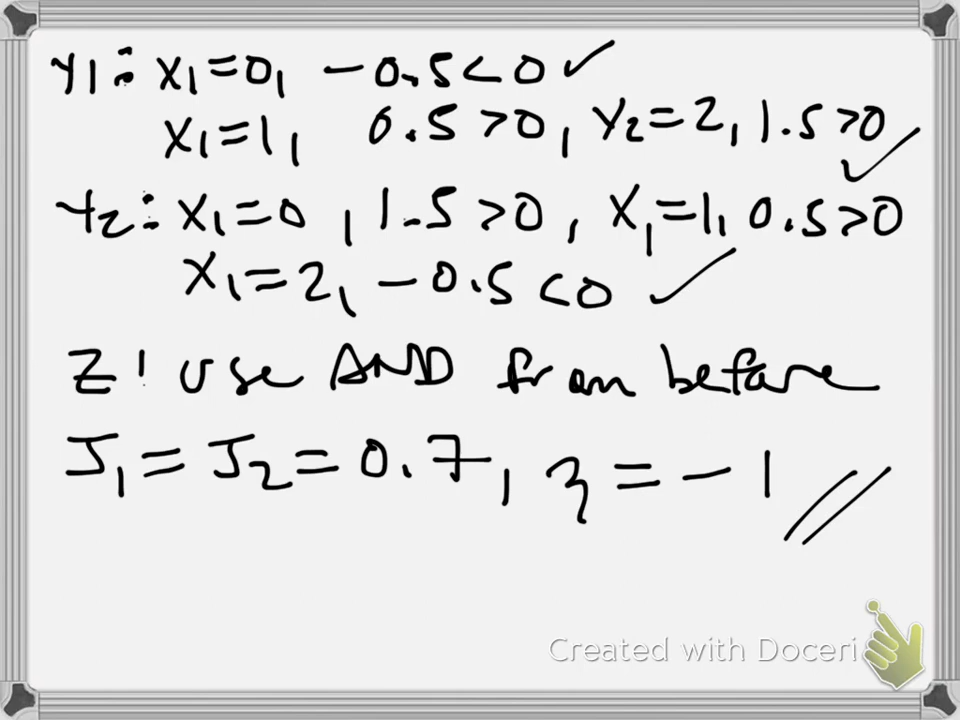 Y1: X1=0, -0.5<0 ✓
X1=1, 0.5>0, Y2=2, 1.5>0 ✓
Y2: X1=0, 1.5>0, X1=1, 0.5>0
X1=2, -0.5<0 ✓
Z! Use AND from before
J1=J2=0.7, η=-1 //
Created with Doceri